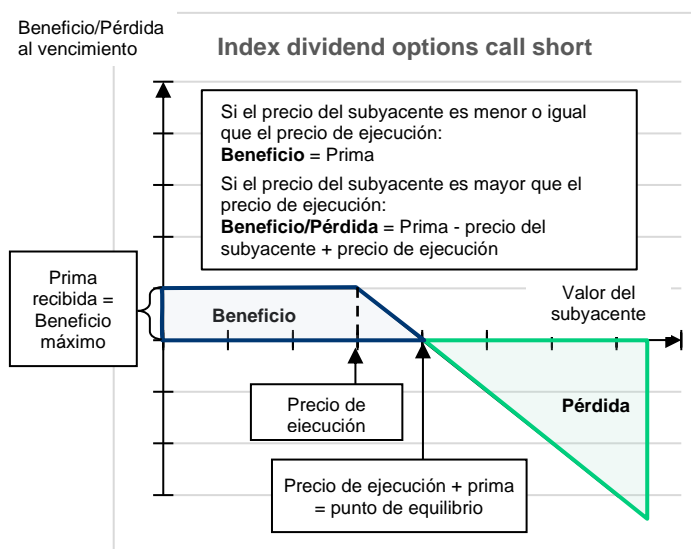 Beneficio/Pérdida
al vencimiento
Index dividend options call short
Si el precio del subyacente es menor o igual
que el precio de ejecución:
Beneficio = Prima
Si el precio del subyacente es mayor que el
precio de ejecución:
Beneficio/Pérdida = Prima - precio del
subyacente + precio de ejecución
Prima
recibida =
Beneficio
máximo
Beneficio
Valor del
subyacente
Precio de
eiecución
Pérdida
Precio de ejecución + prima
= punto de equilibrio